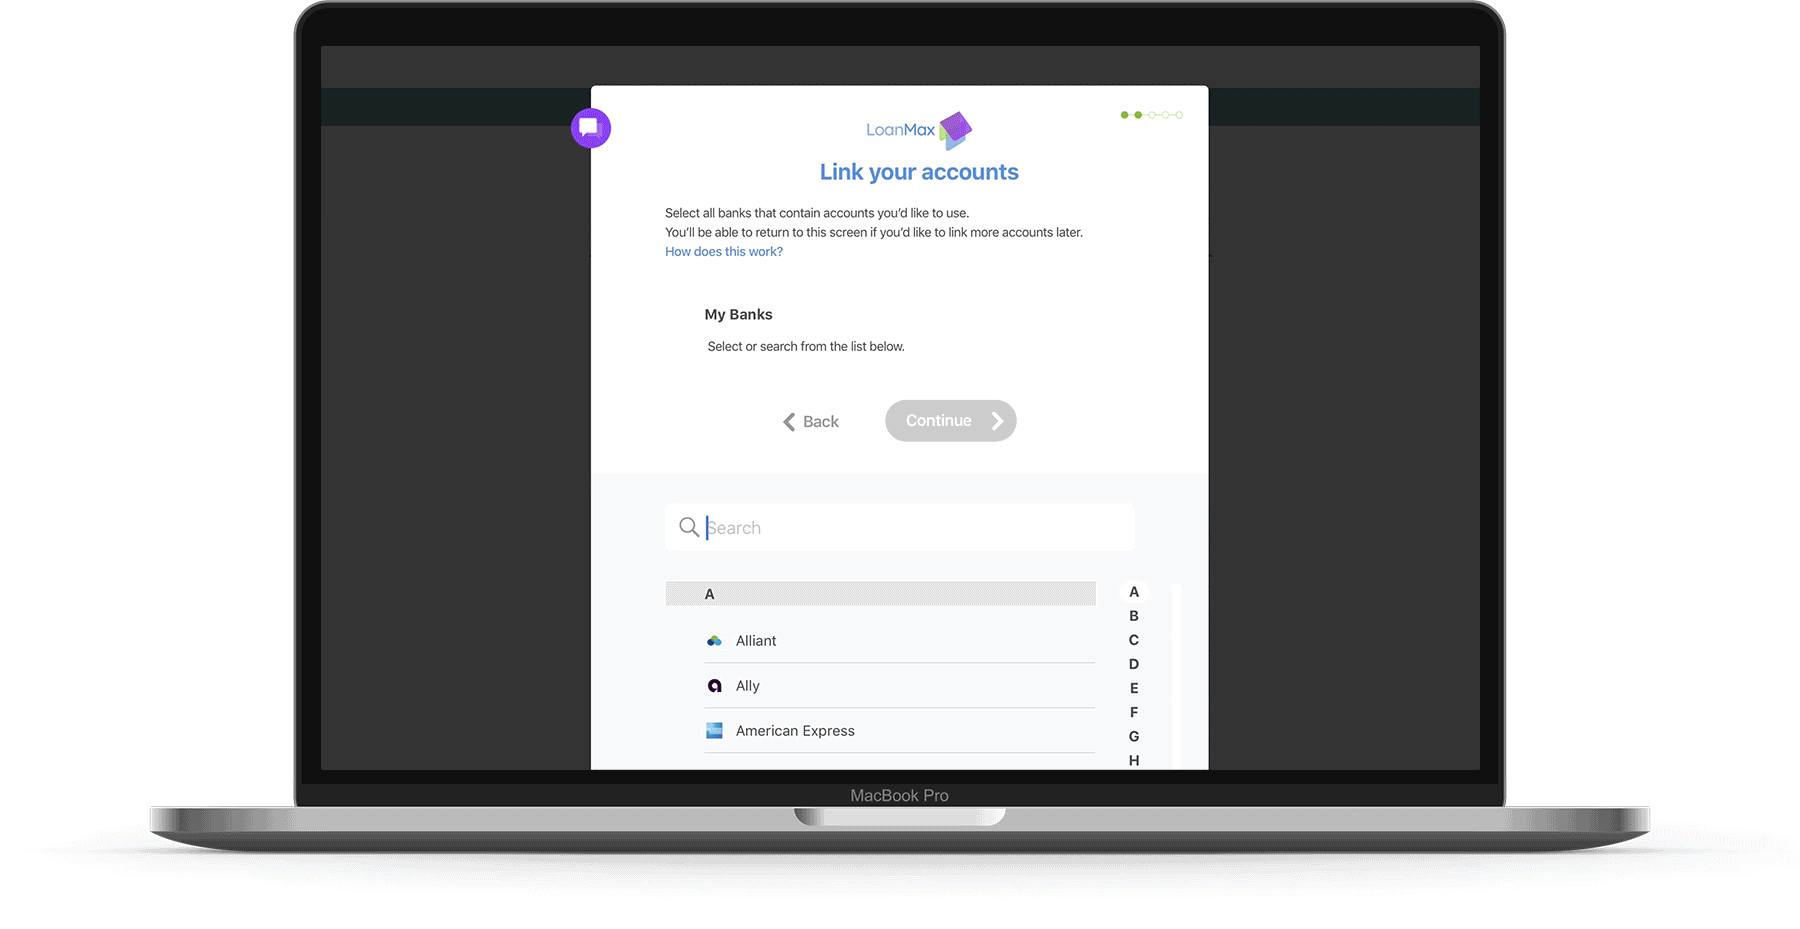 LoanMax
Link your accounts
Select all banks that contain accounts you’d like to use.
You’ll be able to return to this screen if you’d like to link more accounts later.
How does this work?
My Banks
Select or search from the list below.
Back
Continue
Search
A
Alliant
Ally
American Express
A
B
C
D
E
F
G
H
MacBook Pro